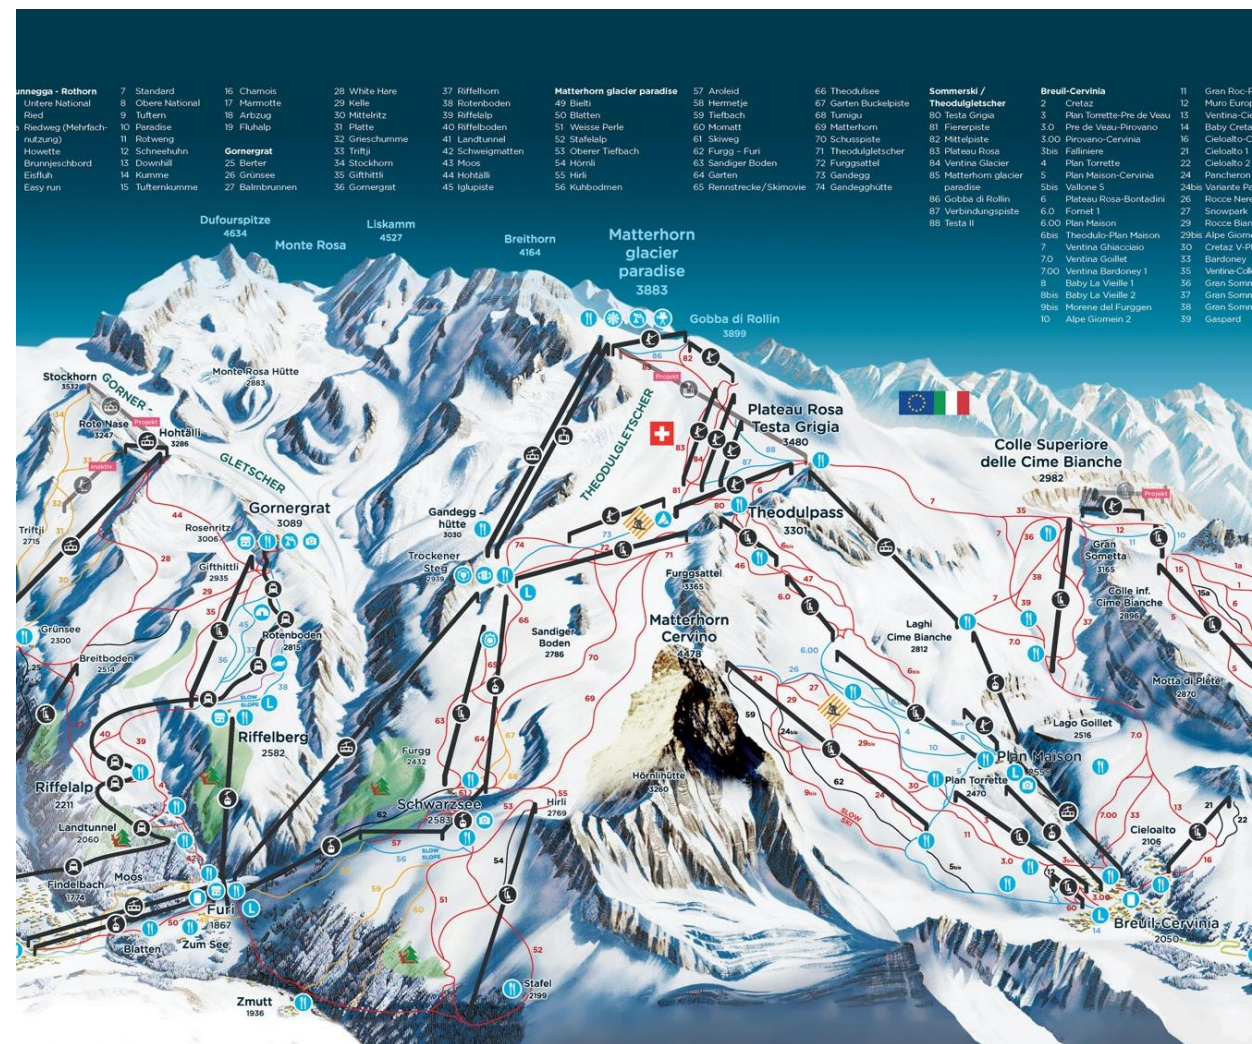 unnegga - Rothorn
Untere National
Ried
Riedweg (Mehrfach-
nutzung)
Howette
Brunnjeschbord
Eisfluh
Easy run
7 Standard
8 Obere National
9 Tuftern
10 Paradise
11 Rotweng
12 Schneehuhn
13 Downhill
14 Kumme
15 Tufternkumme
16 Chamois
17 Marmotte
18 Arbzug
19 Fluhalp
Gornergrat
25 Berter
26 Grünsee
27 Balmbrunnen
28 White Hare
29 Kelle
30 Mittelritz
31 Platte
32 Grieschumme
33 Triftji
34 Stockhorn
35 Gifthittli
36 Gornergrat
37 Riffelhorn
38 Rotenboden
39 Riffelalp
40 Riffelboden
41 Landtunnel
42 Schweigmatten
43 Moos
44 Hohtälli
45 Iglupiste
Matterhorn glacier paradise
49 Bielti
50 Blatten
51 Weisse Perle
52 Stafelalp
53 Oberer Tiefbach
54 Hörnli
55 Hirli
56 Kuhbodmen
57 Aroleid
58 Hermetje
59 Tiefbach
60 Momatt
61 Skiweg
62 Furgg - Furi
63 Sandiger Boden
64 Garten
65 Rennstrecke/Skimovie
66 Theodulsee
67 Garten Buckelpiste
68 Tumigu
69 Matterhorn
70 Schusspiste
71 Theodulgletscher
72 Furggsattel
73 Gandegg
74 Gandegghütte
Sommerski /
Theodulgletscher
80 Testa Grigia
81 Fiererpiste
82 Mittelpiste
83 Plateau Rosa
84 Ventina Glacier
85 Matterhorn glacier
paradise
86 Gobba di Rollin
87 Verbindungspiste
88 Testa II
Breuil-Cervinia
2 Cretaz
3 Plan Torrette-Pre de Veau
3.0 Pre de Veau-Pirovano
3.00 Pirovano-Cervinia
3bis Falliniere
4 Plan Torrette
5 Plan Maison-Cervinia
5bis Vallone 5
6 Plateau Rosa-Bontadini
6.0 Fornet 1
6.00 Plan Maison
6bis Theodulo-Plan Maison
7 Ventina Ghiacciaio
7.0 Ventina Goillet
7.00 Ventina Bardoney 1
8 Baby La Vieille 1
8bis Baby La Vieille 2
9bis Morene del Furggen
10 Alpe Giomein 2
11 Gran Roc-P
12 Muro Europ
13 Ventina-Cie
14 Baby Cretaz
16 Cieloalto-C
21 Cieloalto 1
22 Cieloalto 2
24 Pancheron
24bis Variante Pa
26 Rocce Nere
27 Snowpark
29 Rocce Bian
29bis Alpe Giome
30 Cretaz V-Pl
33 Bardoney
35 Ventina-Colle
36 Gran Somm
37 Gran Somm
38 Gran Somm
39 Gaspard
Dufourspitze
4634
Monte Rosa
Liskamm
4527
Breithorn
4164
Matterhorn
glacier
paradise
3883
Gobba di Rollin
3899
Stockhorn
3532
GORNER -
GLETSCHER
Monte Rosa Hütte
2883
Rote Nase
3247
Projekt
Hohtälli
3286
Inaktiv
THEODULGLETSCHER
Projekt
Plateau Rosa
Testa Grigia
3480
Colle Superiore
delle Cime Bianche
2982
Projekt
Triftji
2715
Rosenritz
3006
Gornergrat
3089
Gifthittli
2935
Gandegg -
hütte
3030
Trockener
Steg
2939
Theodulpass
3301
Furggsattel
3365
Gran
Sometta
3165
Colle inf.
Cime Bianche
2896
Grünsee
2300
Breitboden
2514
Rotenboden
2815
Sandiger
Boden
2786
Matterhorn
Cervino
4478
Laghi
Cime Bianche
2812
Motta di Pletè
2870
SLOW
SLOPE
Riffelberg
2582
Furgg
2432
Lago Goillet
2516
Plan Maison
2555
Plan Torrette
2470
Riffelalp
2211
Landtunnel
2060
Schwarzsee
2583
Hirli
2769
Hörnlihütte
3260
SLOW
SKI
SLOW
SLOPE
Cieloalto
2106
Findelbach
1774
Moos
Furi
1867
Blatten
Zum See
Breuil-Cervinia
2050
Zmutt
1936
Stafel
2199